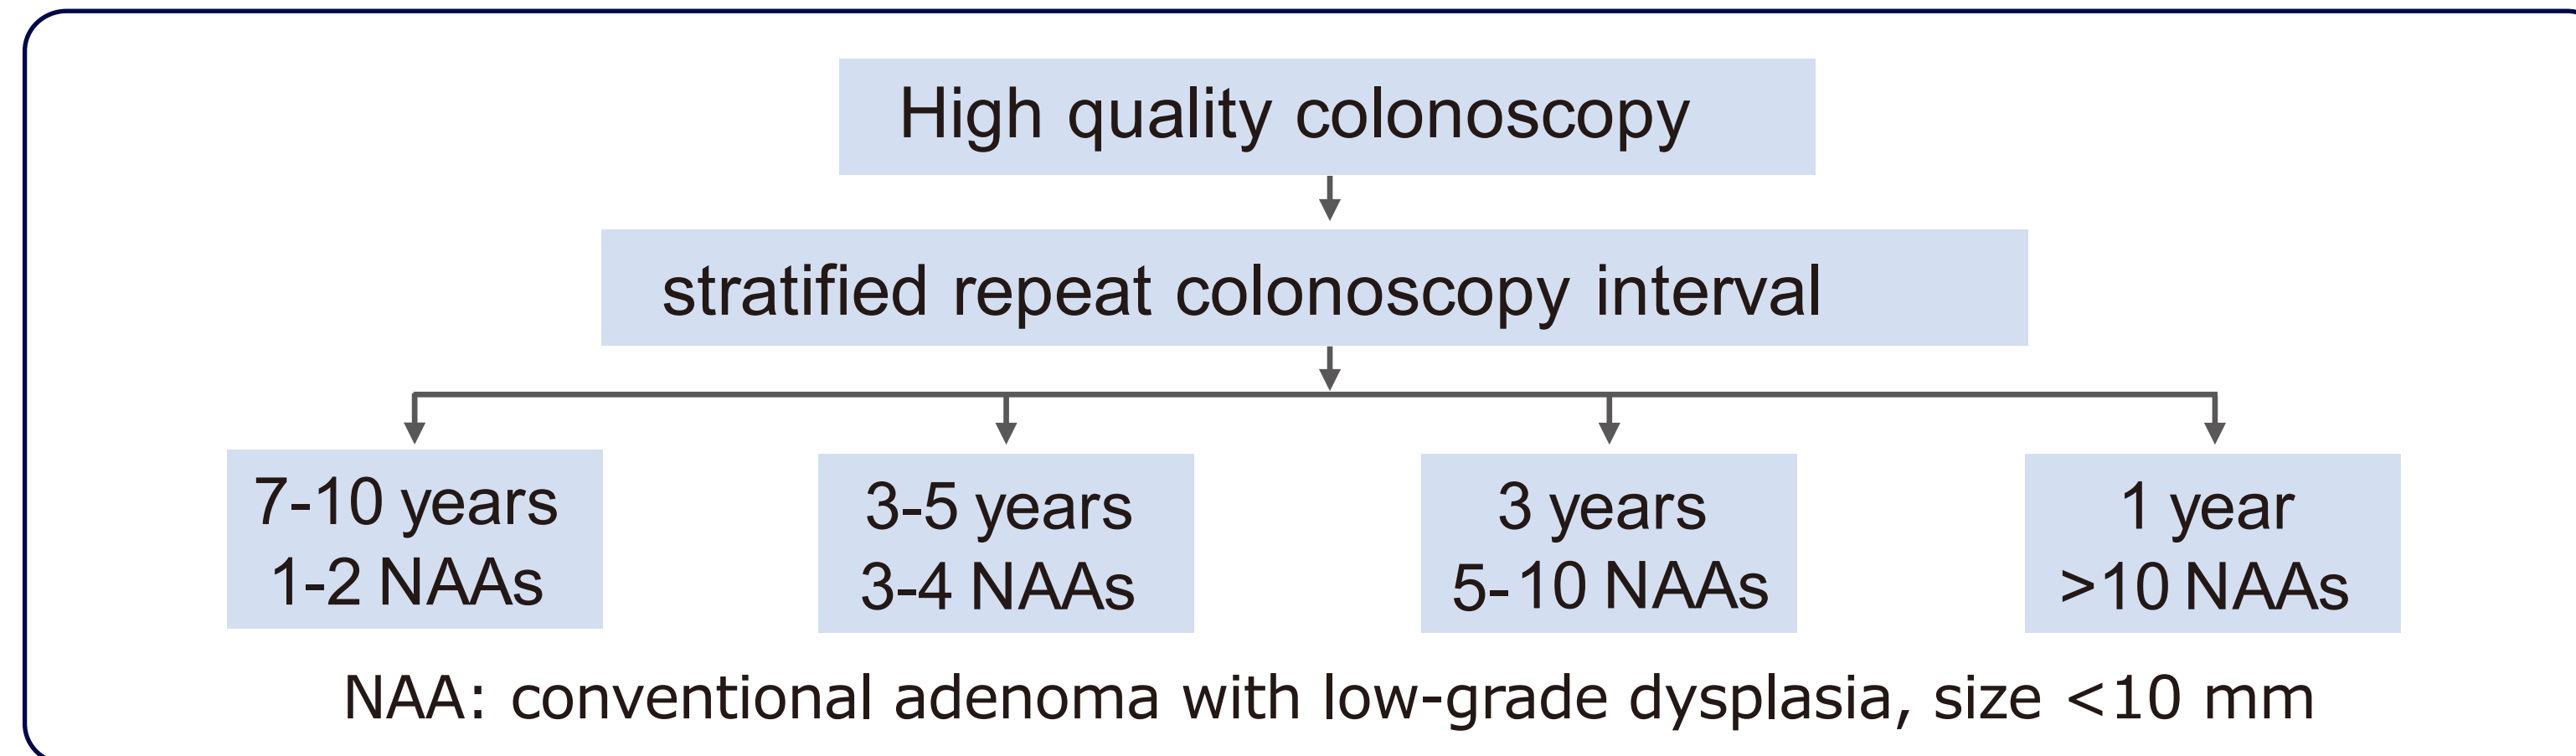 High quality colonoscopy
stratified repeat colonoscopy interval
7-10 years
1-2 NAAs
3-5 years
3-4 NAAs
3 years
5-10 NAAs
1 year
>10 NAAs
NAA: conventional adenoma with low-grade dysplasia, size <10 mm